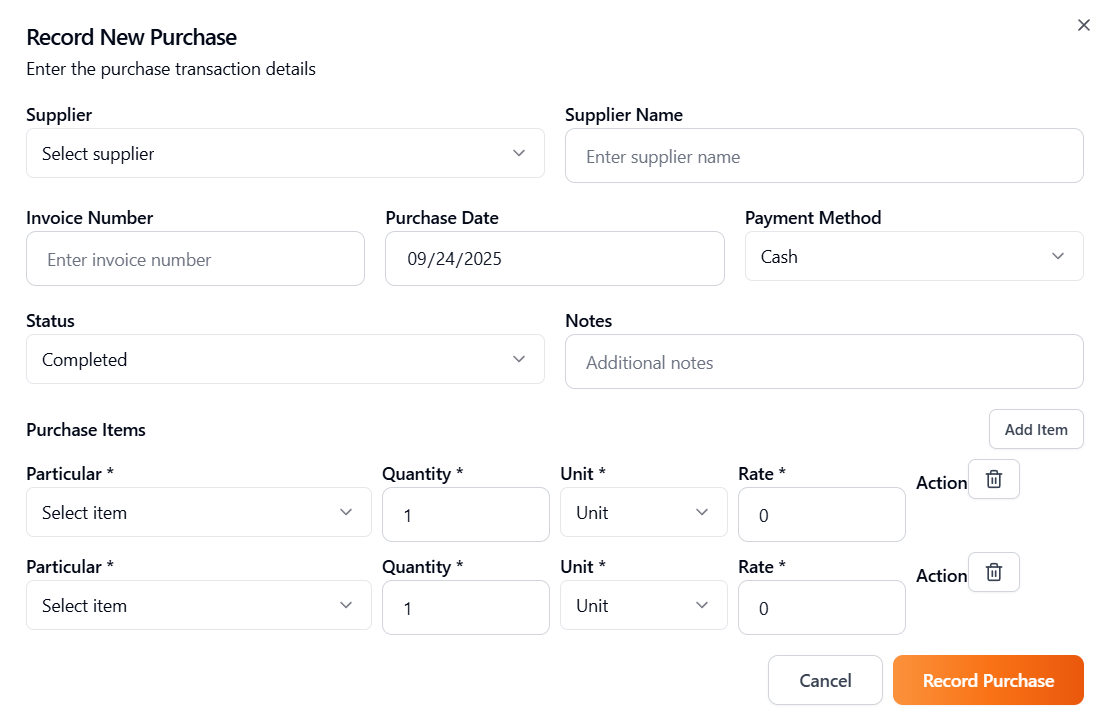 Record New Purchase
Enter the purchase transaction details
Supplier Supplier Name
Select supplier Enter supplier name
Invoice Number Purchase Date Payment Method
Enter invoice number 09/24/2025 Cash
Status Notes
Completed Additional notes
Purchase Items Add Item
Particular * Quantity * Unit * Rate * Action
Select item 1 Unit 0
Particular * Quantity * Unit * Rate * Action
Select item 1 Unit 0
Cancel Record Purchase